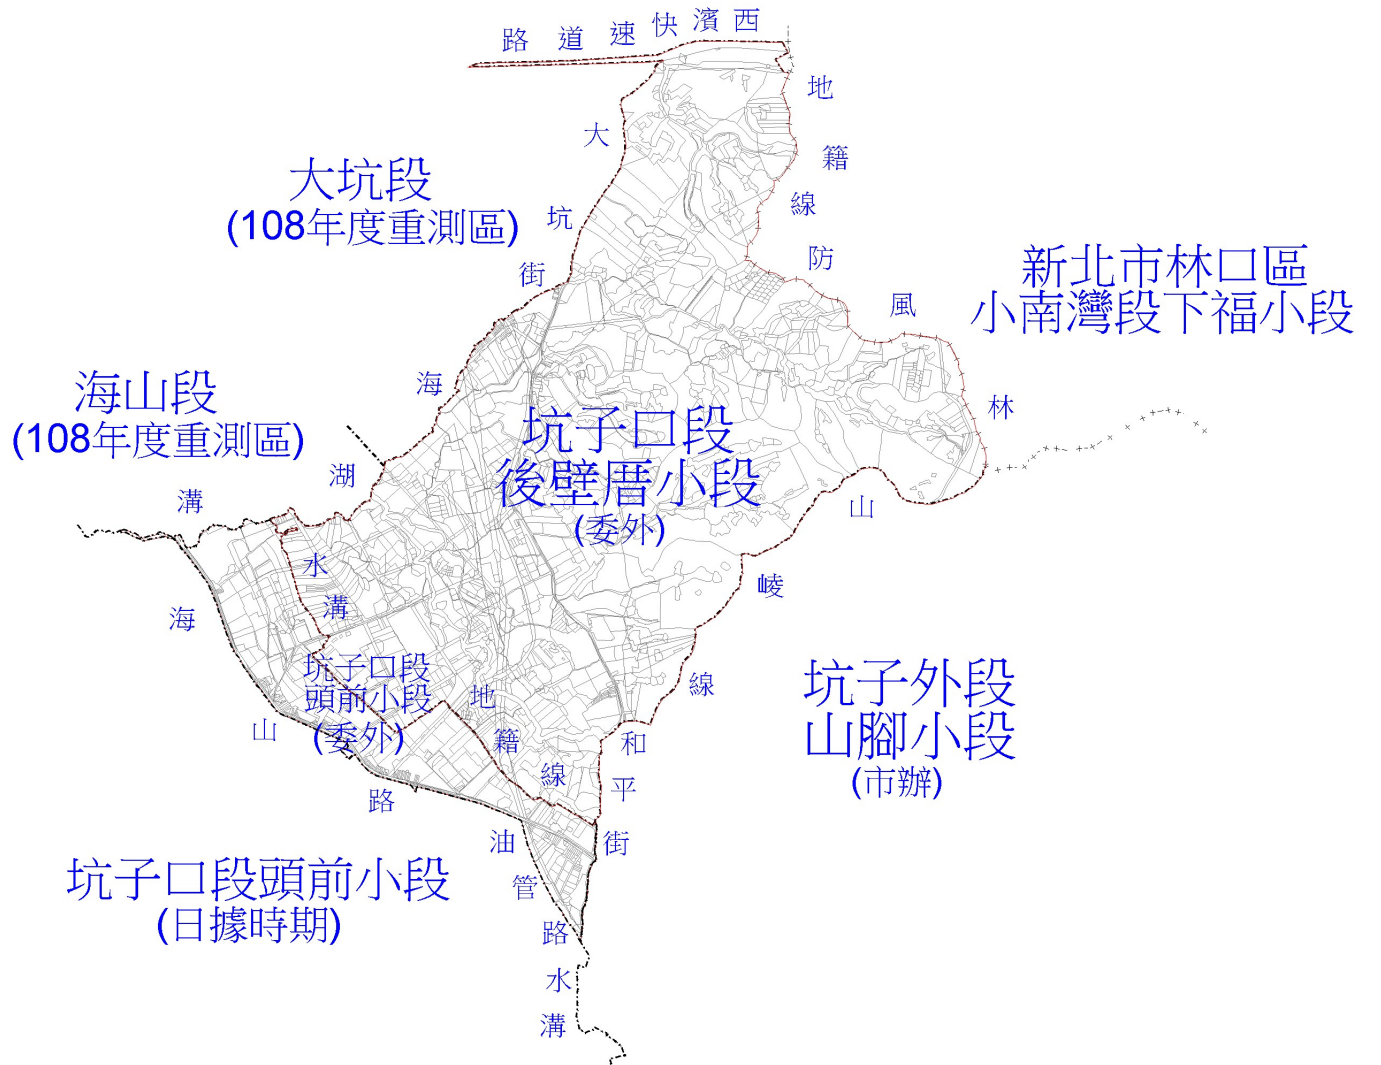 西濱快速道路
大坑街
地籍線
防風林
大坑段
(108年度重測區)
新北市林口區
小南灣段下福小段
海山段
(108年度重測區)
海湖
坑子口段
後壁厝小段
(委外)
溝
水溝
山崚線
海山路
坑子口段
頭前小段
(委外)
地籍線
坑子外段
山腳小段
(市辦)
和平街
油管路
坑子口段頭前小段
(日據時期)
水溝